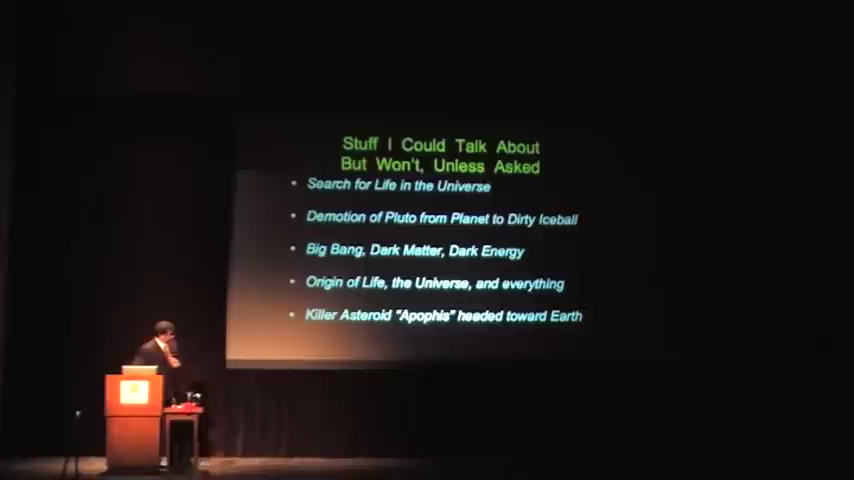 Stuff I Could Talk About
But Won't, Unless Asked
• Search for Life in the Universe
• Demotion of Pluto from Planet to Dirty Iceball
• Big Bang, Dark Matter, Dark Energy
• Origin of Life, the Universe, and everything
• Killer Asteroid "Apophis" headed toward Earth